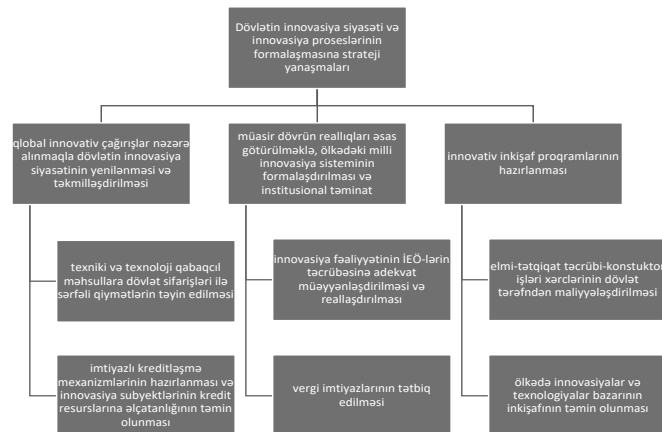 Dövlətin innovasiya siyasəti və
innovasiya proseslərinin
formalaşmasına strateji
yanaşmaları
qlobal innovativ çağırışlar nəzərə
alınmaqla dövlətin innovasiya
siyasətinin yenilənməsi və
təkmilləşdirilməsi
müasir dövrün reallıqları əsas
götürülməklə, ölkədəki milli
innovasiya sisteminin
formalaşdırılması və
institusional təminat
innovativ inkişaf proqramlarının
hazırlanması
texniki və texnoloji qabaqcıl
məhsullara dövlət sifarişləri ilə
sərfəli qiymətlərin təyin edilməsi
innovasiya fəaliyyətinin İEÖ-lərin
təcrübəsinə adekvat
müəyyənləşdirilməsi və
reallaşdırılması
elmi-tətqiqat təcrübi-konstuktor
işləri xərclərinin dövlət
tərəfndən maliyyələşdirilməsi
imtiyazlı kreditləşmə
mexanizmlərinin hazırlanması və
innovasiya subyektlərinin kredit
resurslarına əlçatanlığının təmin
olunması
vergi imtiyazlarının tətbiq
edilməsi
ölkədə innovasiyalar və
texnologiyalar bazarının
inkişafının təmin olunması